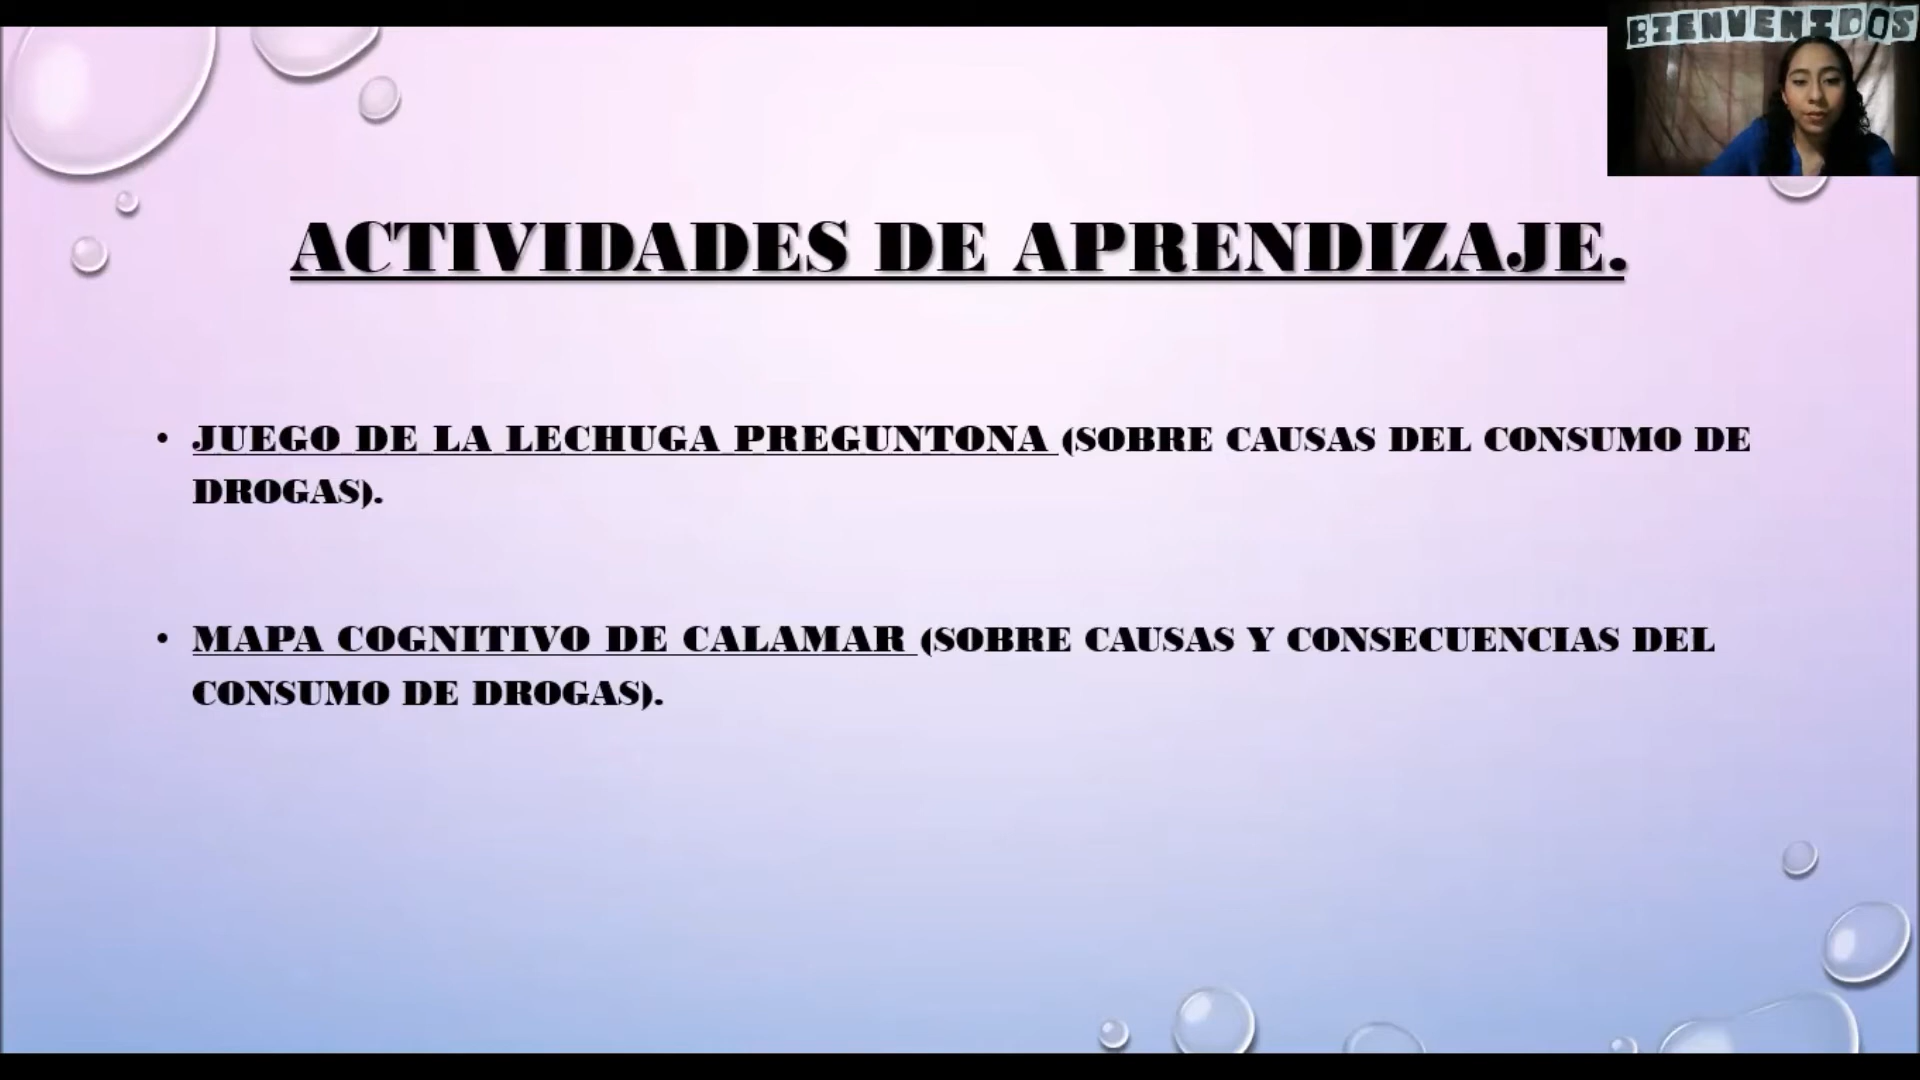 BIENVENIDOS
ACTIVIDADES DE APRENDIZAJE.
• JUEGO DE LA LECHUGA PREGUNTONA (SOBRE CAUSAS DEL CONSUMO DE
DROGAS).
• MAPA COGNITIVO DE CALAMAR (SOBRE CAUSAS Y CONSECUENCIAS DEL
CONSUMO DE DROGAS).